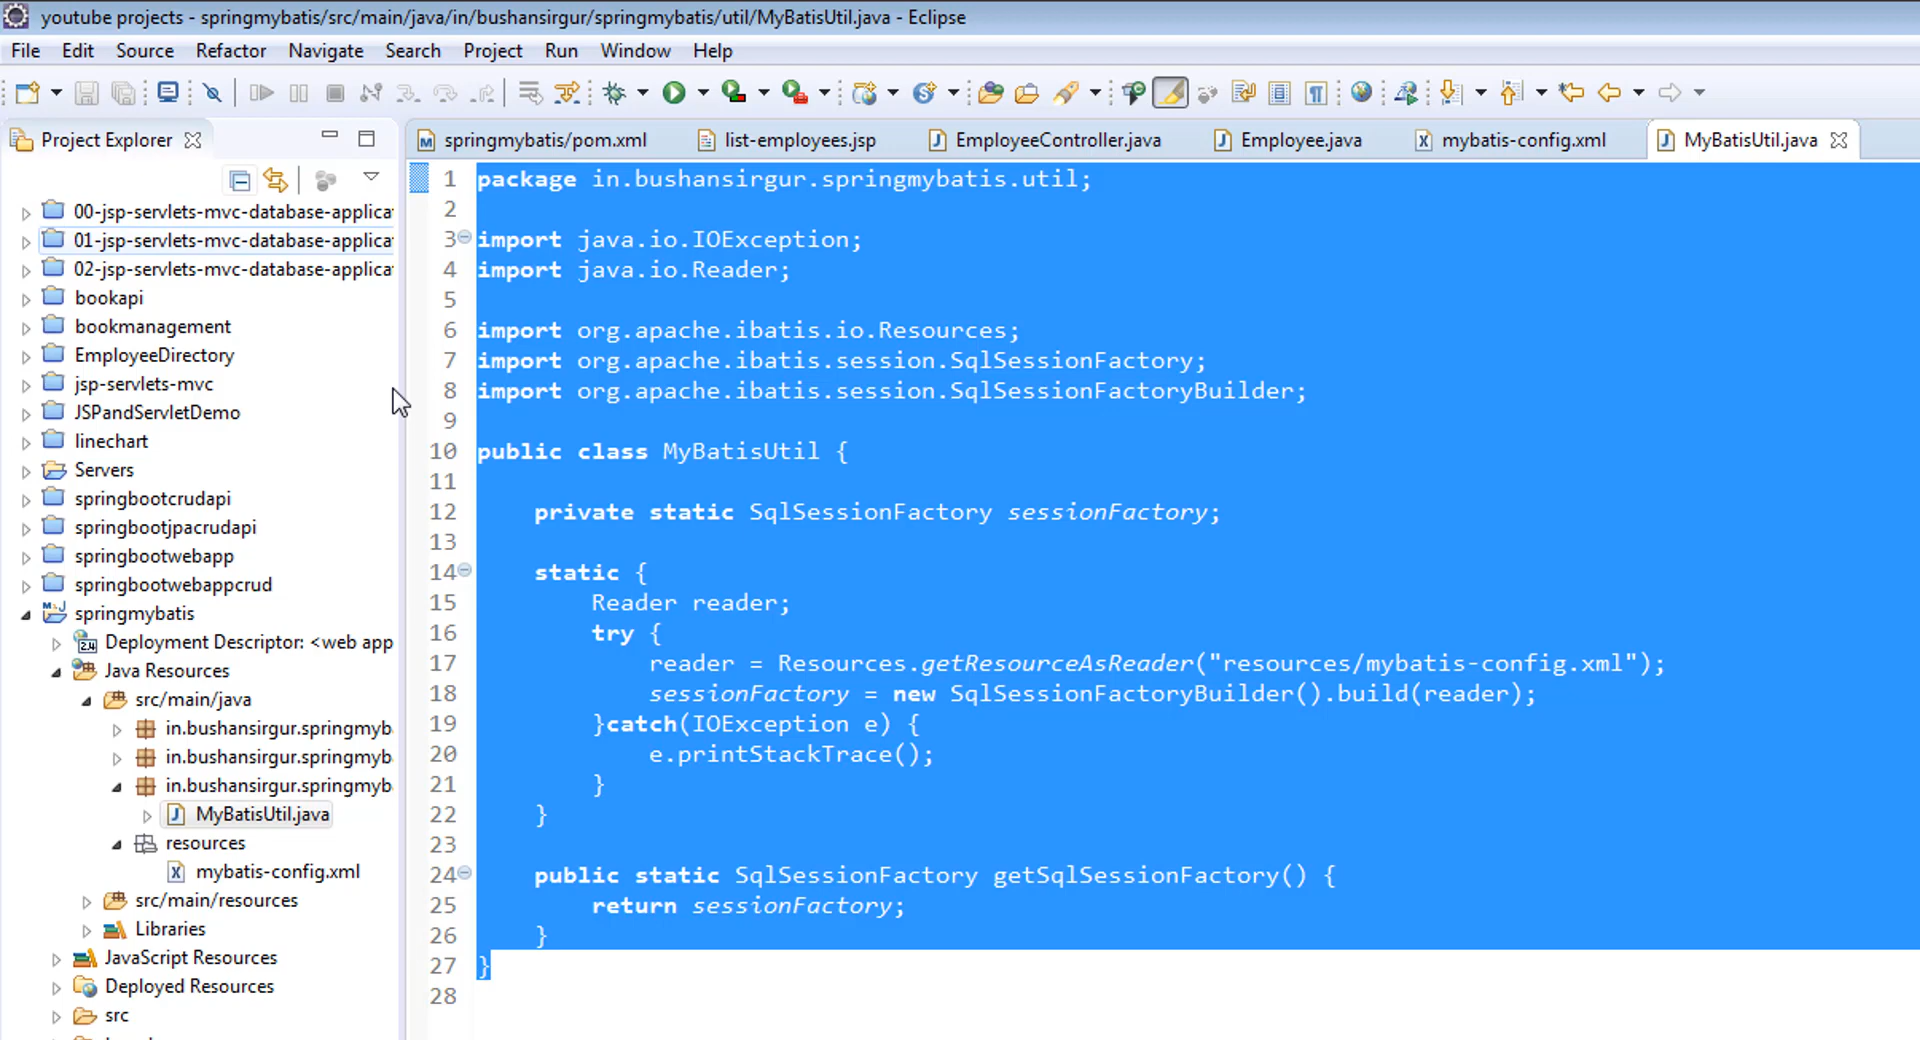 youtube projects - springmybatis/src/main/java/in/bushansirgur/springmybatis/util/MyBatisUtil.java - Eclipse
File Edit Source Refactor Navigate Search Project Run Window Help
Project Explorer
00-jsp-servlets-mvc-database-applicat
01-jsp-servlets-mvc-database-applicat
02-jsp-servlets-mvc-database-applicat
bookapi
bookmanagement
EmployeeDirectory
jsp-servlets-mvc
JSPandServletDemo
linechart
Servers
springbootcrudapi
springbootjpacrudapi
springbootwebapp
springbootwebappcrud
springmybatis
Deployment Descriptor: <web app
Java Resources
src/main/java
in.bushansirgur.springmyb
in.bushansirgur.springmyb
in.bushansirgur.springmyb
MyBatisUtil.java
resources
mybatis-config.xml
src/main/resources
Libraries
JavaScript Resources
Deployed Resources
src
springmybatis/pom.xml list-employees.jsp EmployeeController.java Employee.java mybatis-config.xml MyBatisUtil.java
1 package in.bushansirgur.springmybatis.util;
2
3 import java.io.IOException;
4 import java.io.Reader;
5
6 import org.apache.ibatis.io.Resources;
7 import org.apache.ibatis.session.SqlSessionFactory;
8 import org.apache.ibatis.session.SqlSessionFactoryBuilder;
9
10 public class MyBatisUtil {
11
12 private static SqlSessionFactory sessionFactory;
13
14 static {
15 Reader reader;
16 try {
17 reader = Resources.getResourceAsReader("resources/mybatis-config.xml");
18 sessionFactory = new SqlSessionFactoryBuilder().build(reader);
19 }catch(IOException e) {
20 e.printStackTrace();
21 }
22 }
23
24 public static SqlSessionFactory getSqlSessionFactory() {
25 return sessionFactory;
26 }
27 }
28